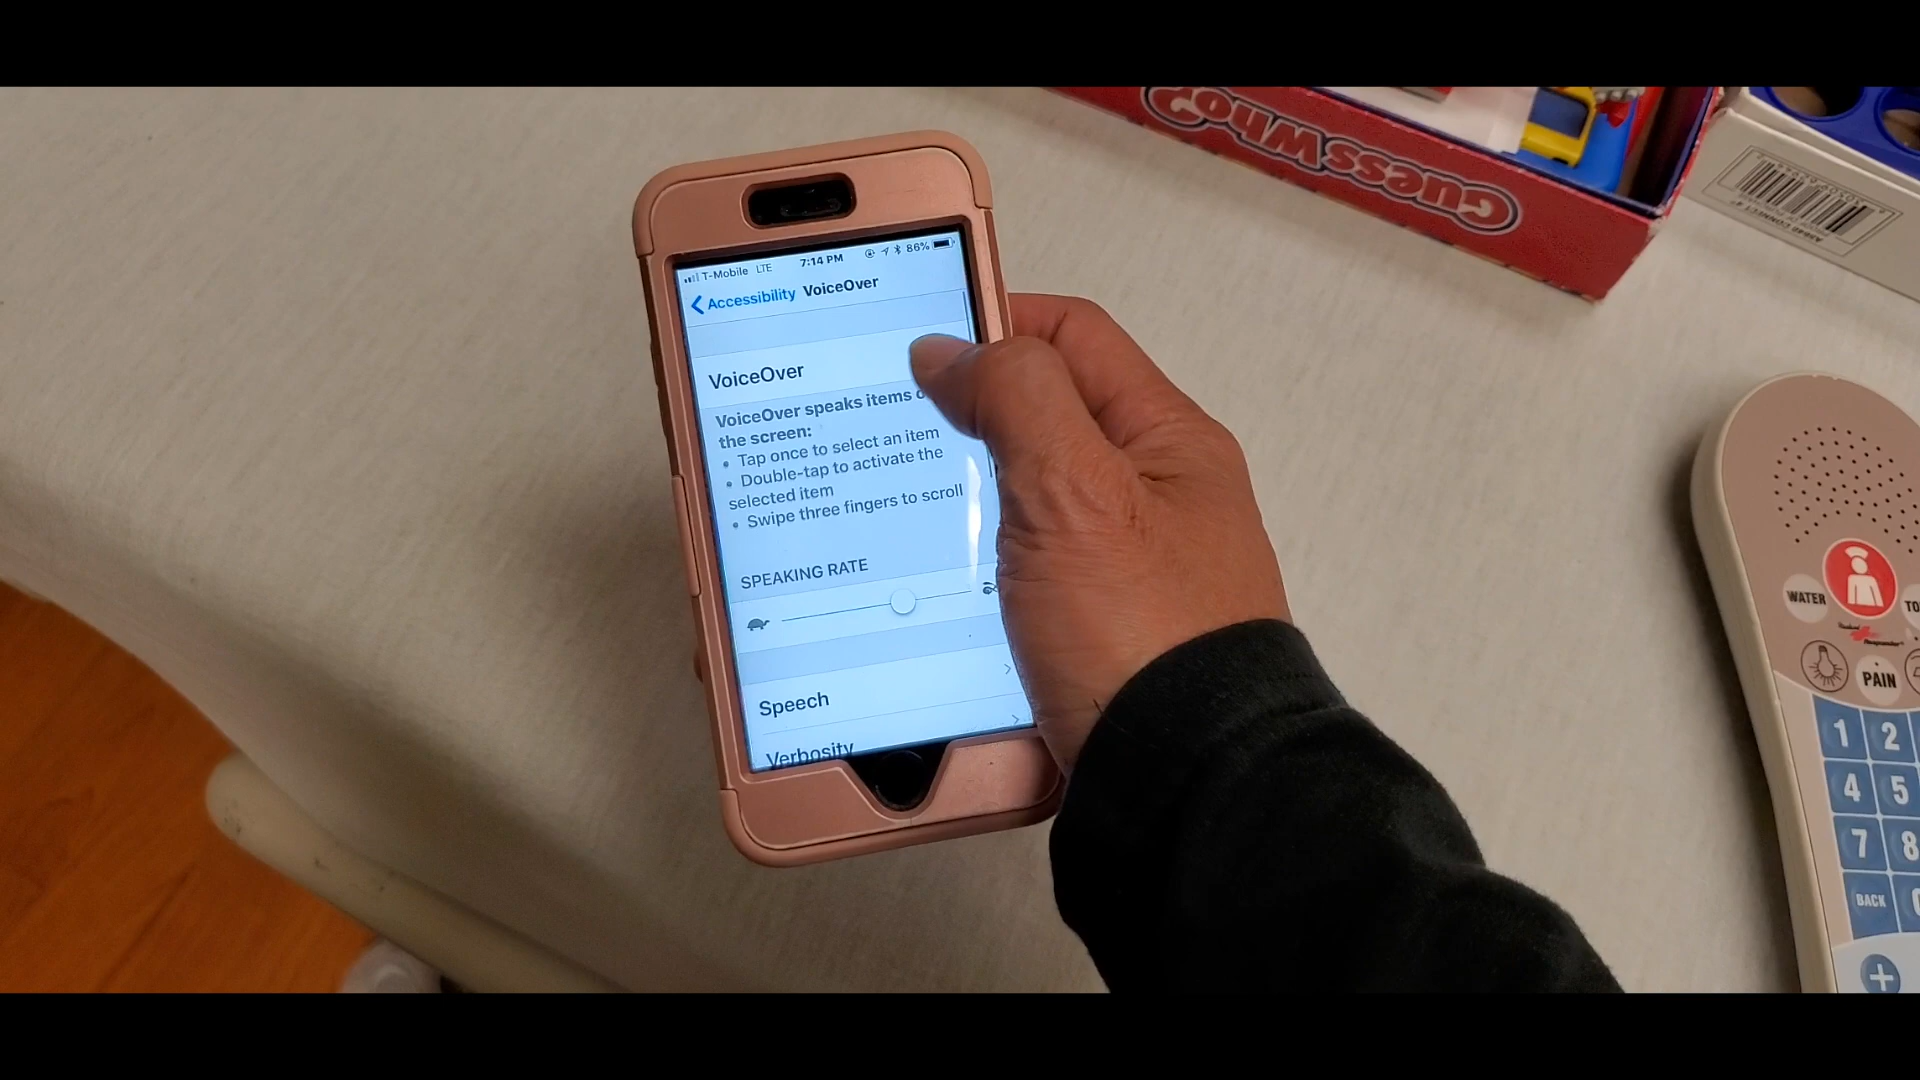 T-Mobile LTE 7:14 PM 86%
Accessibility VoiceOver
VoiceOver
VoiceOver speaks items
the screen:
• Tap once to select an item
• Double-tap to activate the
selected item
• Swipe three fingers to scroll
SPEAKING RATE
Speech
Verbosity
Guess Who?
WATER
PAIN
1 2
4 5
7 8
BACK
+